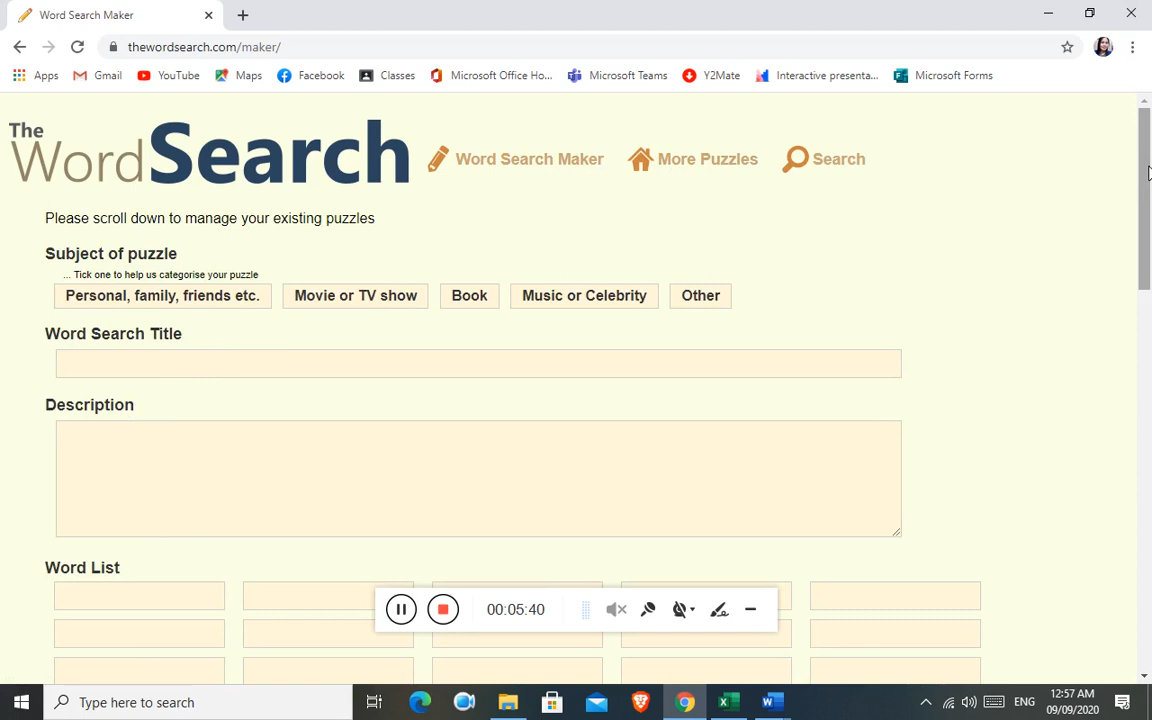 Word Search Maker
thewordsearch.com/maker/
Apps Gmail YouTube Maps Facebook Classes Microsoft Office Ho... Microsoft Teams Y2Mate Interactive presenta... Microsoft Forms
The
WordSearch
Word Search Maker More Puzzles Search
Please scroll down to manage your existing puzzles
Subject of puzzle
... Tick one to help us categorise your puzzle
Personal, family, friends etc. Movie or TV show Book Music or Celebrity Other
Word Search Title
Description
Word List
00:05:40
Type here to search
ENG
12:57 AM
09/09/2020